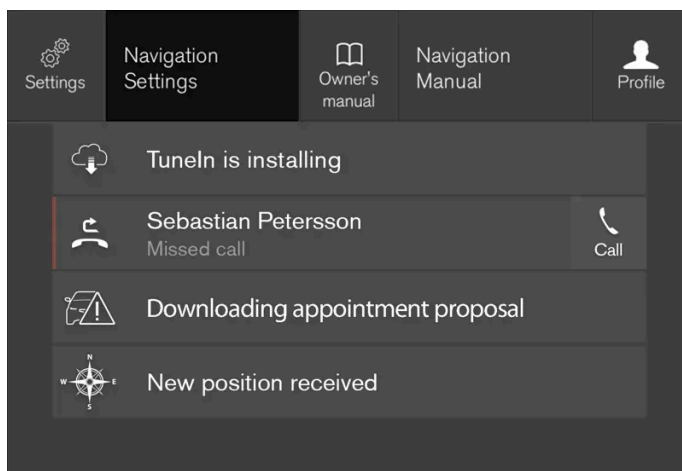 Settings
Navigation
Settings
Owner's
manual
Navigation
Manual
Profile
TuneIn is installing
Sebastian Petersson
Missed call
Call
Downloading appointment proposal
N
W
E
S
New position received